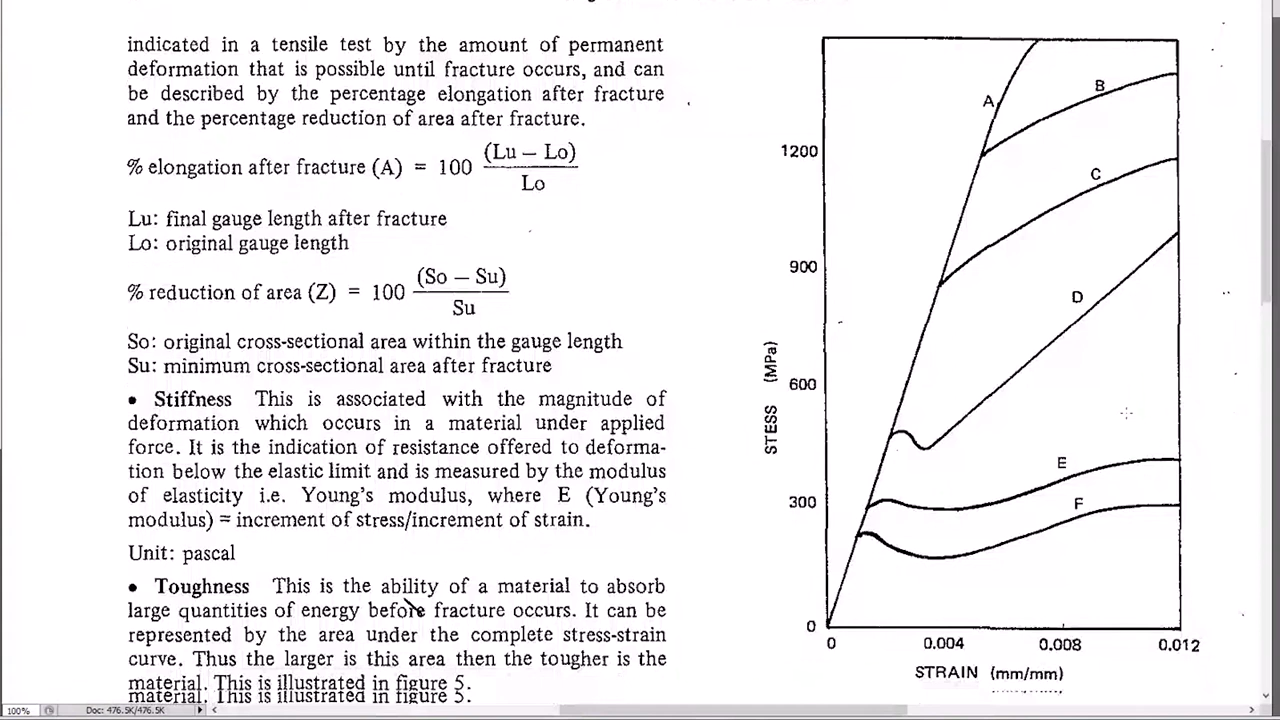 indicated in a tensile test by the amount of permanent
deformation that is possible until fracture occurs, and can
be described by the percentage elongation after fracture
and the percentage reduction of area after fracture.
% elongation after fracture (A) = 100 (Lu – Lo)
Lo
Lu: final gauge length after fracture
Lo: original gauge length
% reduction of area (Z) = 100 (So – Su)
Su
So: original cross-sectional area within the gauge length
Su: minimum cross-sectional area after fracture
• Stiffness This is associated with the magnitude of
deformation which occurs in a material under applied
force. It is the indication of resistance offered to deforma-
tion below the elastic limit and is measured by the modulus
of elasticity i.e. Young's modulus, where E (Young's
modulus) = increment of stress/increment of strain.
Unit: pascal
• Toughness This is the ability of a material to absorb
large quantities of energy before fracture occurs. It can be
represented by the area under the complete stress-strain
curve. Thus the larger is this area then the tougher is the
material. This is illustrated in figure 5.
material. This is illustrated in figure 5.
A
B
1200
C
900
D
STESS (MPa)
600
E
300
F
0
0 0.004 0.008 0.012
STRAIN (mm/mm)
100% Doc: 476.5K/476.5K